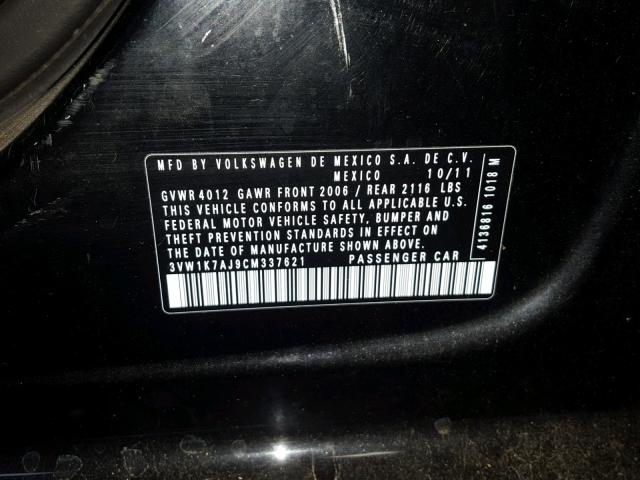 MFD BY VOLKSWAGEN DE MEXICO S.A. DE C.V.
MEXICO 10/11
GVWR 4012 GAWR FRONT 2006 / REAR 2116 LBS
THIS VEHICLE CONFORMS TO ALL APPLICABLE U.S.
FEDERAL MOTOR VEHICLE SAFETY, BUMPER AND
THEFT PREVENTION STANDARDS IN EFFECT ON
THE DATE OF MANUFACTURE SHOWN ABOVE.
3VW1K7AJ9CM337621 PASSENGER CAR
4136816 1018 M